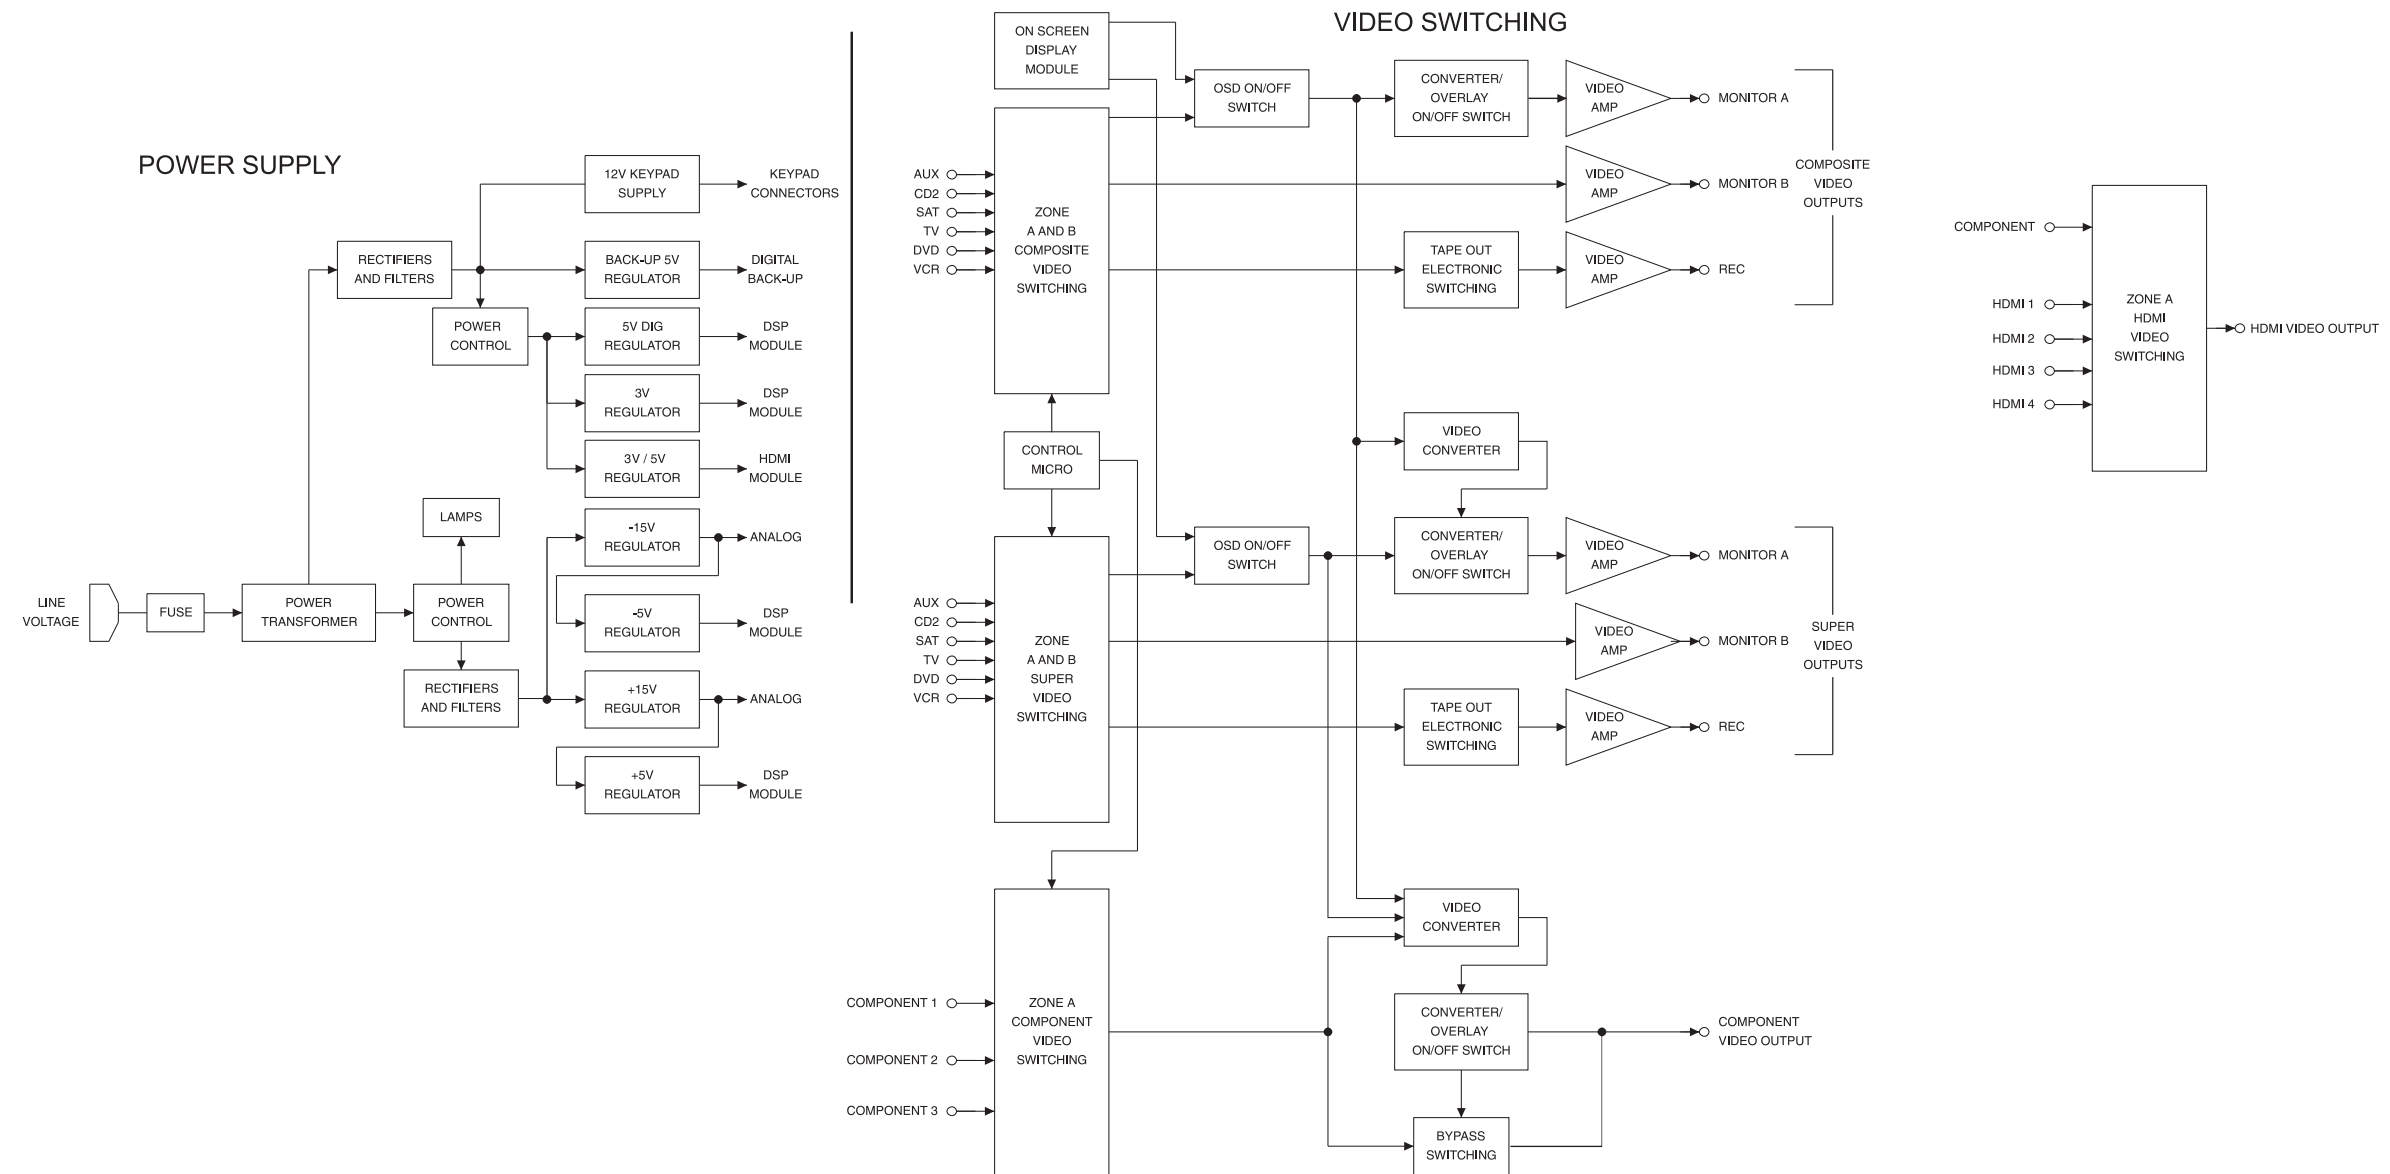 POWER SUPPLY
12V KEYPAD
SUPPLY
KEYPAD
CONNECTORS
RECTIFIERS
AND FILTERS
BACK-UP 5V
REGULATOR
DIGITAL
BACK-UP
POWER
CONTROL
5V DIG
REGULATOR
DSP
MODULE
3V
REGULATOR
DSP
MODULE
3V / 5V
REGULATOR
HDMI
MODULE
LAMPS
-15V
REGULATOR
ANALOG
LINE
VOLTAGE
FUSE
POWER
TRANSFORMER
POWER
CONTROL
-5V
REGULATOR
DSP
MODULE
RECTIFIERS
AND FILTERS
+15V
REGULATOR
ANALOG
+5V
REGULATOR
DSP
MODULE
VIDEO SWITCHING
ON SCREEN
DISPLAY
MODULE
OSD ON/OFF
SWITCH
CONVERTER/
OVERLAY
ON/OFF SWITCH
VIDEO
AMP
MONITOR A
AUX
CD2
SAT
TV
DVD
VCR
ZONE
A AND B
COMPOSITE
VIDEO
SWITCHING
VIDEO
AMP
MONITOR B
TAPE OUT
ELECTRONIC
SWITCHING
VIDEO
AMP
REC
COMPOSITE
VIDEO
OUTPUTS
CONTROL
MICRO
VIDEO
CONVERTER
OSD ON/OFF
SWITCH
CONVERTER/
OVERLAY
ON/OFF SWITCH
VIDEO
AMP
MONITOR A
AUX
CD2
SAT
TV
DVD
VCR
ZONE
A AND B
SUPER
VIDEO
SWITCHING
VIDEO
AMP
MONITOR B
TAPE OUT
ELECTRONIC
SWITCHING
VIDEO
AMP
REC
SUPER
VIDEO
OUTPUTS
VIDEO
CONVERTER
COMPONENT 1
COMPONENT 2
COMPONENT 3
ZONE A
COMPONENT
VIDEO
SWITCHING
CONVERTER/
OVERLAY
ON/OFF SWITCH
COMPONENT
VIDEO OUTPUT
BYPASS
SWITCHING
COMPONENT
HDMI 1
HDMI 2
HDMI 3
HDMI 4
ZONE A
HDMI
VIDEO
SWITCHING
HDMI VIDEO OUTPUT